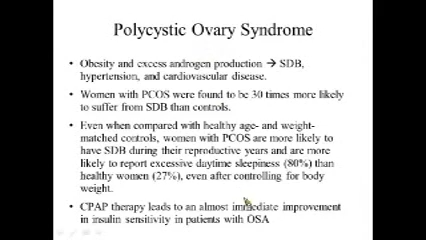 Polycystic Ovary Syndrome
• Obesity and excess androgen production → SDB,
hypertension, and cardiovascular disease.
• Women with PCOS were found to be 30 times more likely
to suffer from SDB than controls.
• Even when compared with healthy age- and weight-
matched controls, women with PCOS are more likely to
have SDB during their reproductive years and are more
likely to report excessive daytime sleepiness (80%) than
healthy women (27%), even after controlling for body
weight.
• CPAP therapy leads to an almost immediate improvement
in insulin sensitivity in patients with OSA